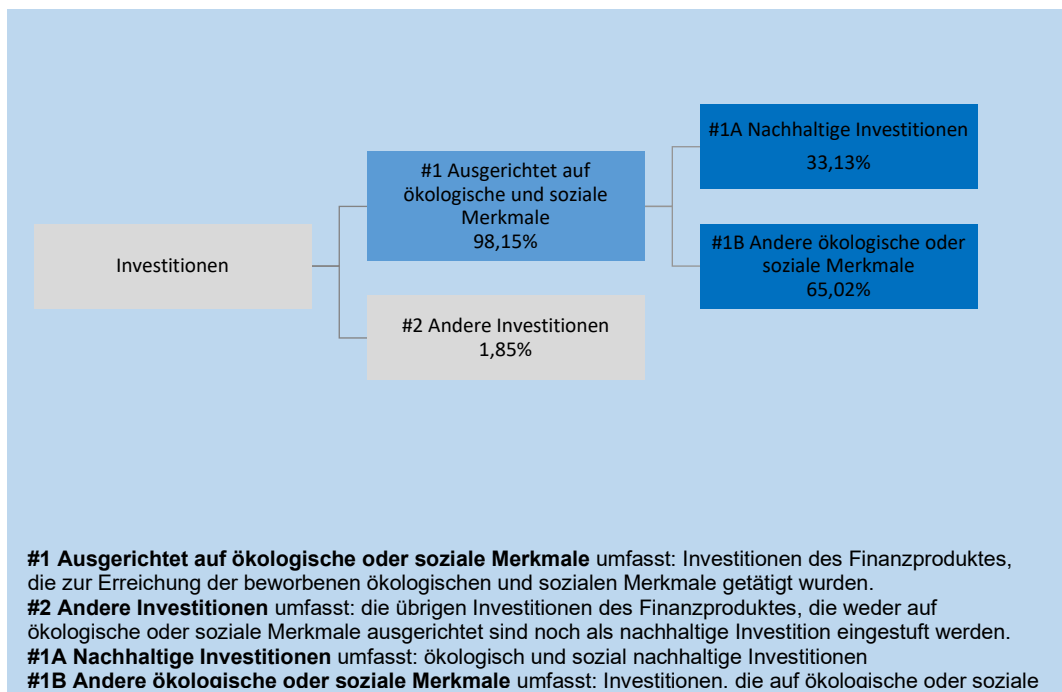 #1A Nachhaltige Investitionen
33,13%
#1 Ausgerichtet auf
ökologische und soziale
Merkmale
98,15%
#1B Andere ökologische oder
soziale Merkmale
65,02%
Investitionen
#2 Andere Investitionen
1,85%
#1 Ausgerichtet auf ökologische oder soziale Merkmale umfasst: Investitionen des Finanzproduktes,
die zur Erreichung der beworbenen ökologischen und sozialen Merkmale getätigt wurden.
#2 Andere Investitionen umfasst: die übrigen Investitionen des Finanzproduktes, die weder auf
ökologische oder soziale Merkmale ausgerichtet sind noch als nachhaltige Investition eingestuft werden.
#1A Nachhaltige Investitionen umfasst: ökologisch und sozial nachhaltige Investitionen
#1B Andere ökologische oder soziale Merkmale umfasst: Investitionen, die auf ökologische oder soziale